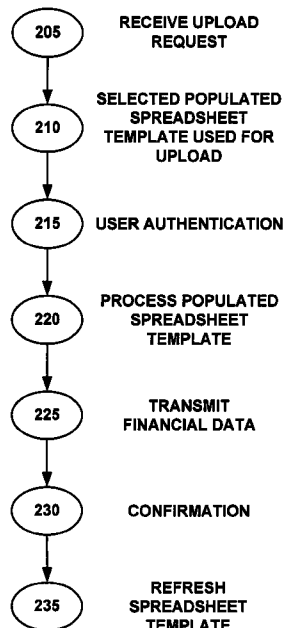 205
RECEIVE UPLOAD
REQUEST
210
SELECTED POPULATED
SPREADSHEET
TEMPLATE USED FOR
UPLOAD
215
USER AUTHENTICATION
220
PROCESS POPULATED
SPREADSHEET
TEMPLATE
225
TRANSMIT
FINANCIAL DATA
230
CONFIRMATION
235
REFRESH
SPREADSHEET
TEMPLATE